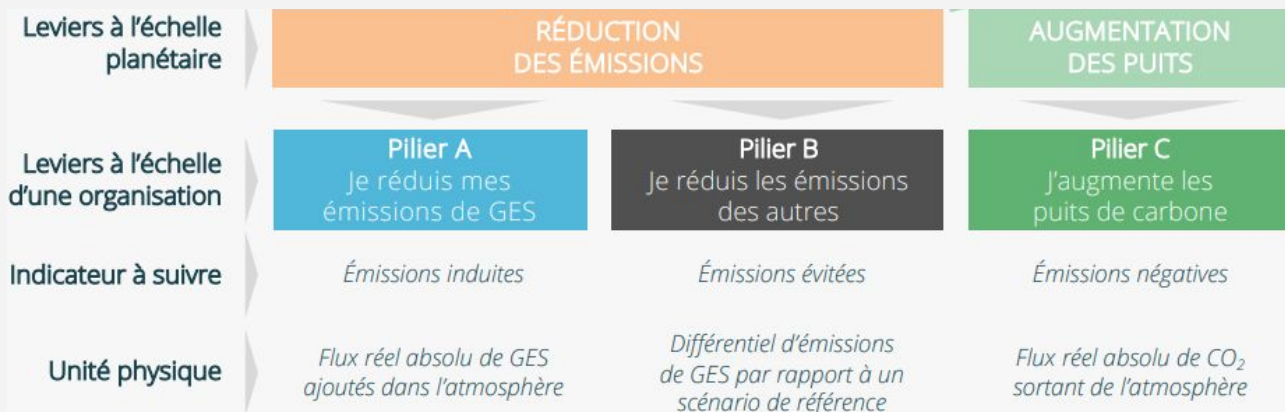 Leviers à l'échelle
planétaire
RÉDUCTION
DES ÉMISSIONS
AUGMENTATION
DES PUITS
Leviers à l'échelle
d'une organisation
Pilier A
Je réduis mes
émissions de GES
Pilier B
Je réduis les émissions
des autres
Pilier C
J'augmente les
puits de carbone
Indicateur à suivre
Émissions induites
Émissions évitées
Émissions négatives
Unité physique
Flux réel absolu de GES
ajoutés dans l'atmosphère
Différentiel d'émissions
de GES par rapport à un
scénario de référence
Flux réel absolu de CO₂
sortant de l'atmosphère